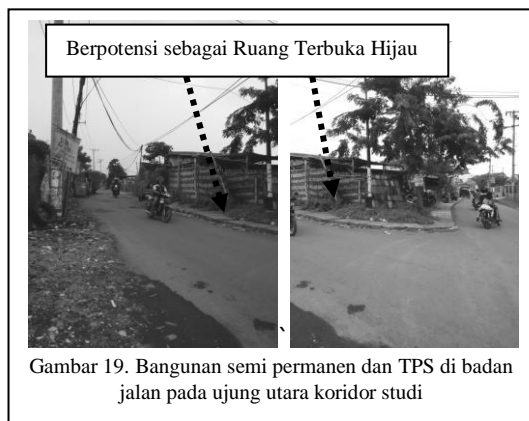 Berpotensi sebagai Ruang Terbuka Hijau
`
Gambar 19. Bangunan semi permanen dan TPS di badan
jalan pada ujung utara koridor studi